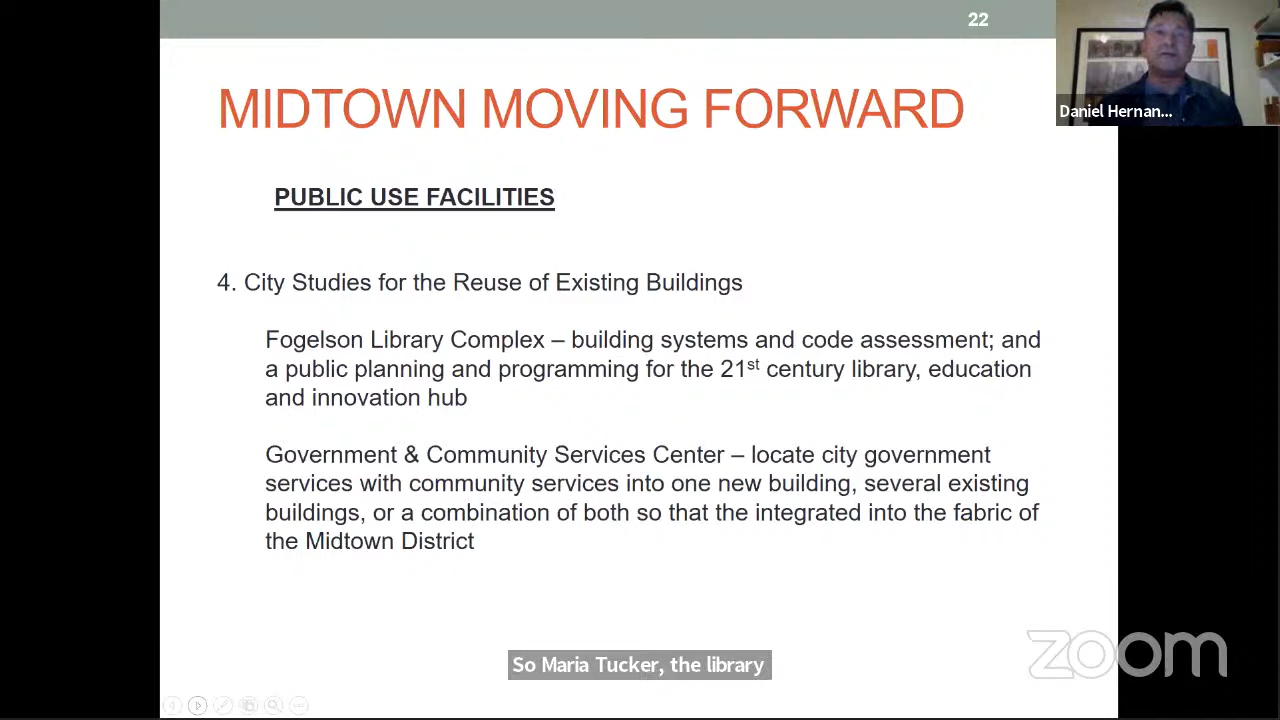 22
Daniel Hernan...
MIDTOWN MOVING FORWARD
PUBLIC USE FACILITIES
4. City Studies for the Reuse of Existing Buildings
Fogelson Library Complex – building systems and code assessment; and
a public planning and programming for the 21st century library, education
and innovation hub
Government & Community Services Center – locate city government
services with community services into one new building, several existing
buildings, or a combination of both so that the integrated into the fabric of
the Midtown District
So Maria Tucker, the library
zoom